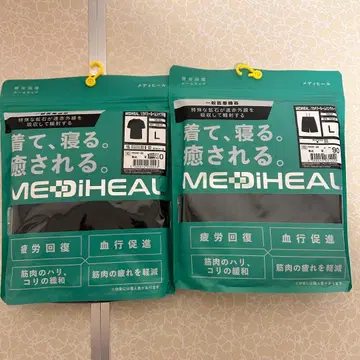 メディヒール
特殊な鉱石が遠赤外線を
吸収して輻射する
L
着て、寝る。
癒される。
MEDiHEAL
疲労回復
血行促進
筋肉のハリ、
コリの緩和
筋肉の疲れを軽減
メディヒール
一般医療機器
特殊な鉱石が遠赤外線を
吸収して輻射する
L
着て、寝る。
癒される。
MEDiHEAL
疲労回復
血行促進
筋肉のハリ、
コリの緩和
筋肉の疲れを軽減